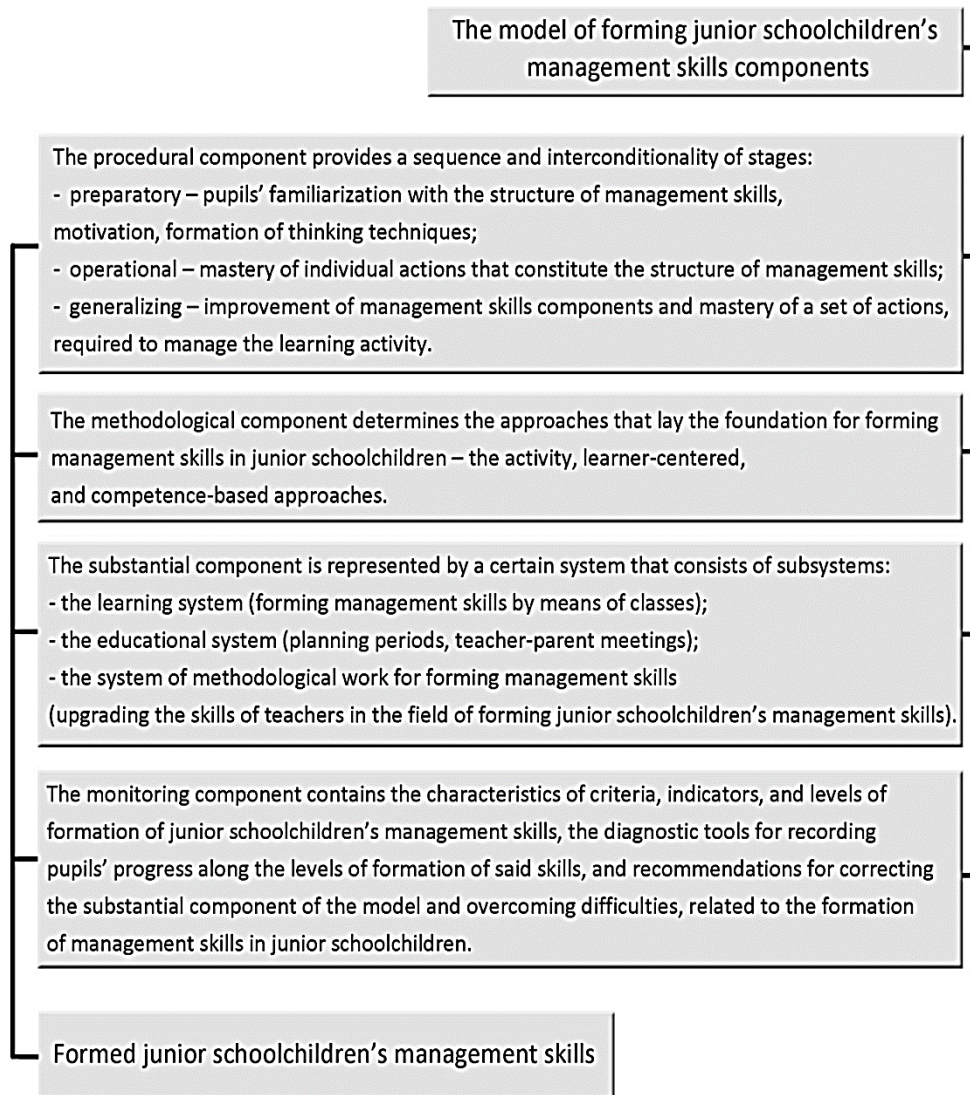 The model of forming junior schoolchildren's
management skills components
The procedural component provides a sequence and interconditionality of stages:
- preparatory – pupils' familiarization with the structure of management skills,
motivation, formation of thinking techniques;
- operational – mastery of individual actions that constitute the structure of management skills;
- generalizing – improvement of management skills components and mastery of a set of actions,
required to manage the learning activity.
The methodological component determines the approaches that lay the foundation for forming
management skills in junior schoolchildren – the activity, learner-centered,
and competence-based approaches.
The substantial component is represented by a certain system that consists of subsystems:
- the learning system (forming management skills by means of classes);
- the educational system (planning periods, teacher-parent meetings);
- the system of methodological work for forming management skills
(upgrading the skills of teachers in the field of forming junior schoolchildren's management skills).
The monitoring component contains the characteristics of criteria, indicators, and levels of
formation of junior schoolchildren's management skills, the diagnostic tools for recording
pupils' progress along the levels of formation of said skills, and recommendations for correcting
the substantial component of the model and overcoming difficulties, related to the formation
of management skills in junior schoolchildren.
Formed junior schoolchildren's management skills